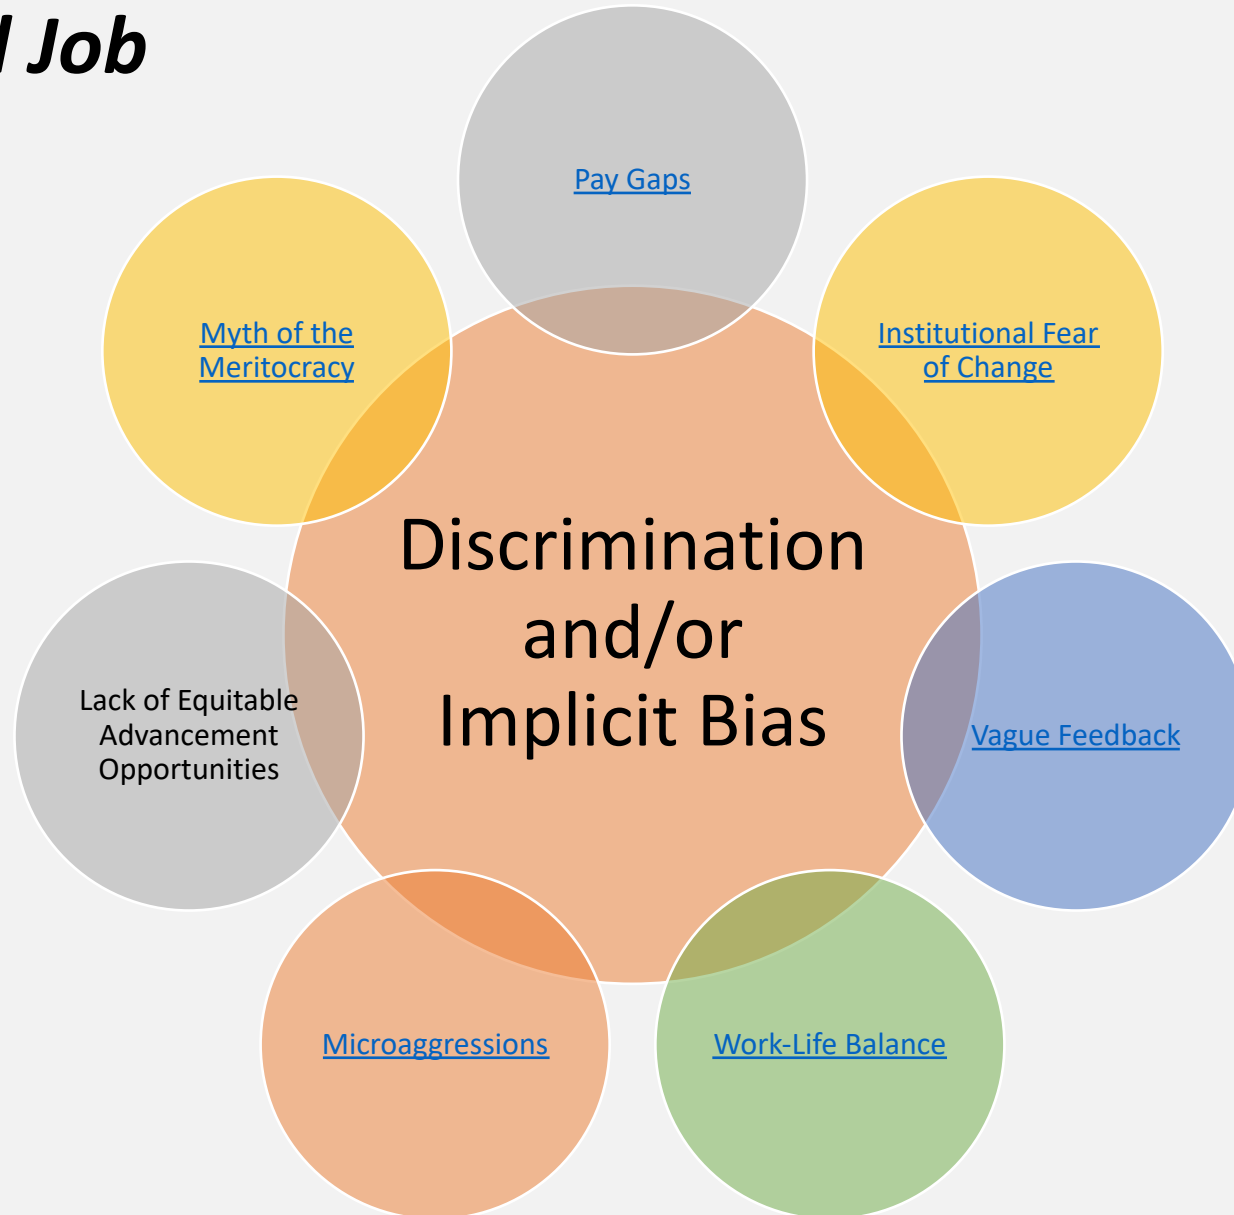 Job
Pay Gaps
Myth of the
Meritocracy
Institutional Fear
of Change
Discrimination
and/or
Implicit Bias
Lack of Equitable
Advancement
Opportunities
Vague Feedback
Microaggressions
Work-Life Balance